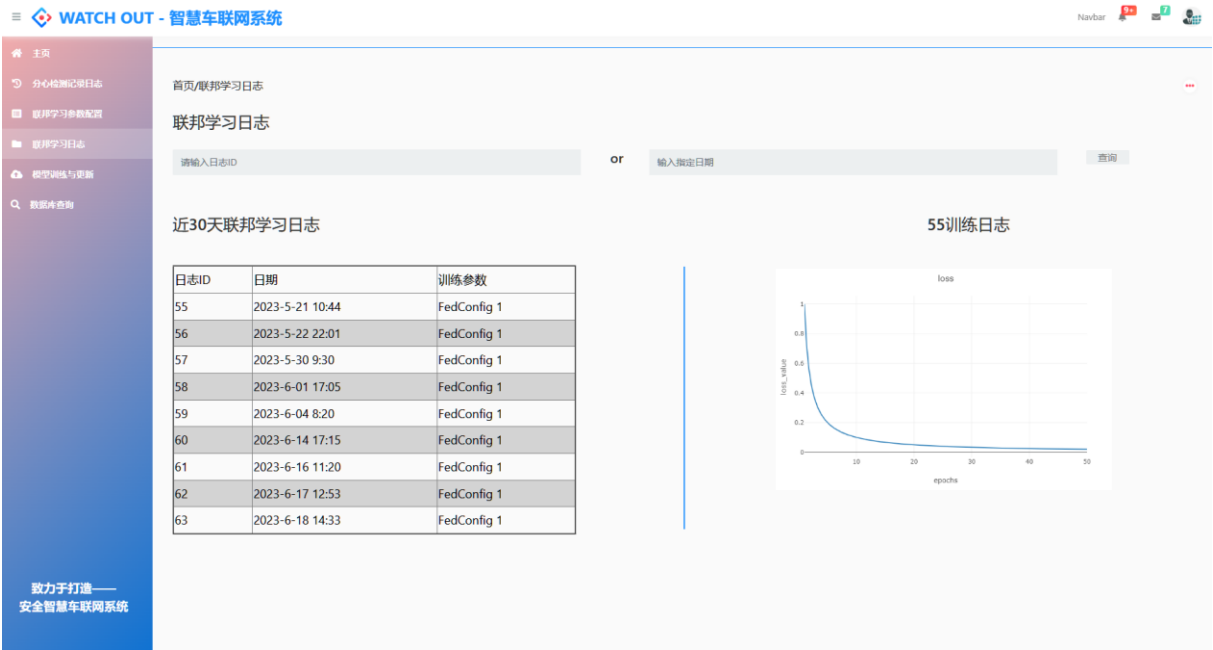 WATCH OUT - 智慧车联网系统
Navbar
9+
7
主页
分心检测记录日志
联邦学习参数配置
联邦学习日志
模型训练与更新
数据库查询
致力于打造——
安全智慧车联网系统
首页/联邦学习日志
联邦学习日志
请输入日志ID
or
输入指定日期
查询
近30天联邦学习日志
日志ID 日期 训练参数
55 2023-5-21 10:44 FedConfig 1
56 2023-5-22 22:01 FedConfig 1
57 2023-5-30 9:30 FedConfig 1
58 2023-6-01 17:05 FedConfig 1
59 2023-6-04 8:20 FedConfig 1
60 2023-6-14 17:15 FedConfig 1
61 2023-6-16 11:20 FedConfig 1
62 2023-6-17 12:53 FedConfig 1
63 2023-6-18 14:33 FedConfig 1
55训练日志
loss
loss_value
1
0.8
0.6
0.4
0.2
0
10 20 30 40 50
epochs